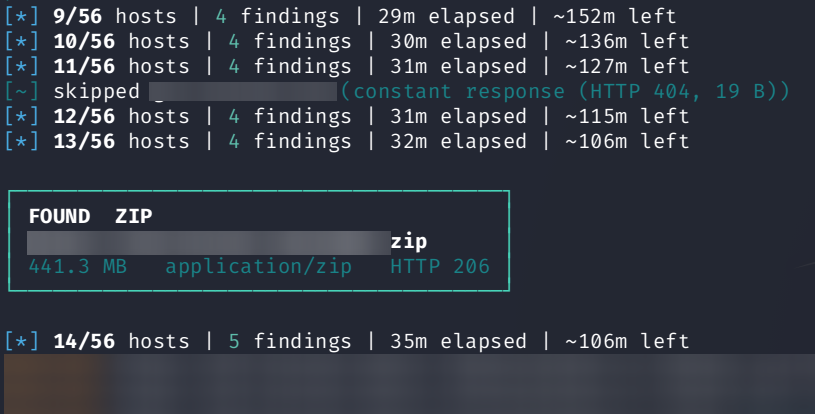 [*] 9/56 hosts | 4 findings | 29m elapsed | ~152m left
[*] 10/56 hosts | 4 findings | 30m elapsed | ~136m left
[*] 11/56 hosts | 4 findings | 31m elapsed | ~127m left
[~] skipped (constant response (HTTP 404, 19 B))
[*] 12/56 hosts | 4 findings | 31m elapsed | ~115m left
[*] 13/56 hosts | 4 findings | 32m elapsed | ~106m left
FOUND ZIP
zip
441.3 MB application/zip HTTP 206
[*] 14/56 hosts | 5 findings | 35m elapsed | ~106m left